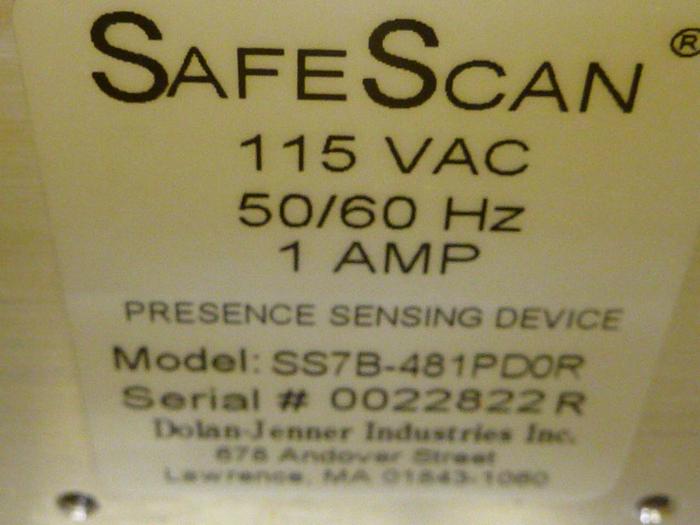 SAFESCAN ®
115 VAC
50/60 Hz
1 AMP
PRESENCE SENSING DEVICE
Model: SS7B-481PD0R
Serial # 0022822R
Dolan-Jenner Industries Inc.
678 Andover Street
Lawrence, MA 01843-1060